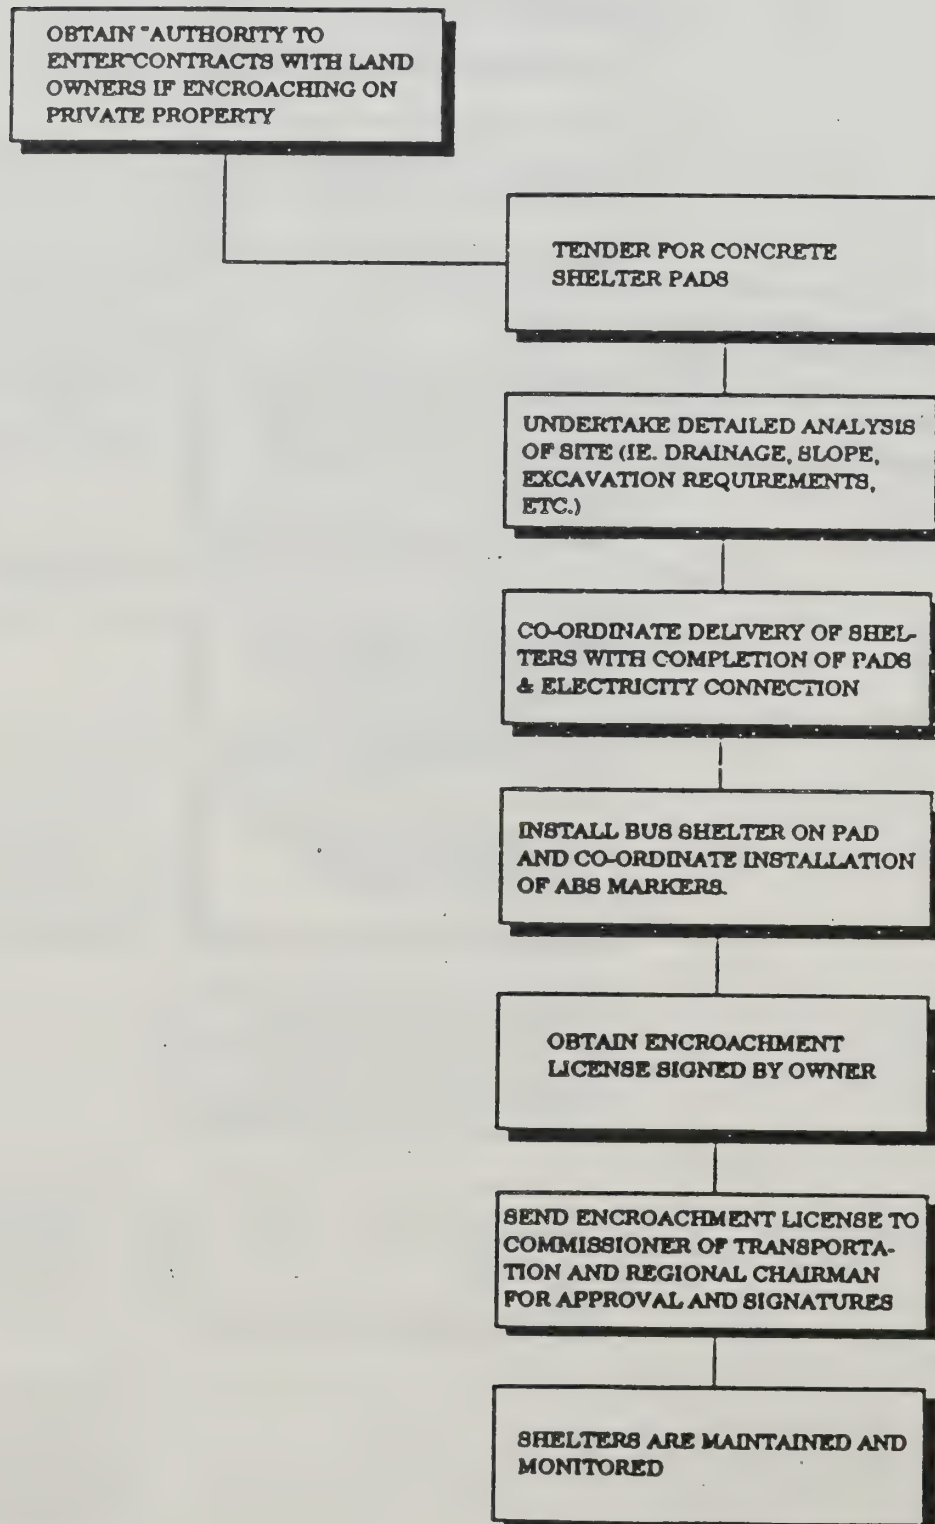 OBTAIN "AUTHORITY TO
ENTER" CONTRACTS WITH LAND
OWNERS IF ENCROACHING ON
PRIVATE PROPERTY
TENDER FOR CONCRETE
SHELTER PADS
UNDERTAKE DETAILED ANALYSIS
OF SITE (IE. DRAINAGE, SLOPE,
EXCAVATION REQUIREMENTS,
ETC.)
CO-ORDINATE DELIVERY OF SHEL-
TERS WITH COMPLETION OF PADS
& ELECTRICITY CONNECTION
INSTALL BUS SHELTER ON PAD
AND CO-ORDINATE INSTALLATION
OF ABS MARKERS.
OBTAIN ENCROACHMENT
LICENSE SIGNED BY OWNER
SEND ENCROACHMENT LICENSE TO
COMMISSIONER OF TRANSPORTA-
TION AND REGIONAL CHAIRMAN
FOR APPROVAL AND SIGNATURES
SHELTERS ARE MAINTAINED AND
MONITORED